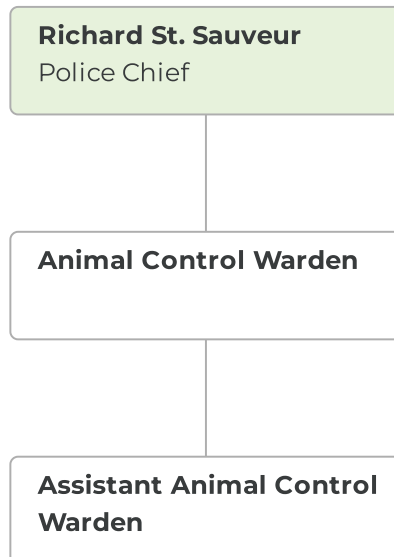 Richard St. Sauveur
Police Chief
Animal Control Warden
Assistant Animal Control
Warden